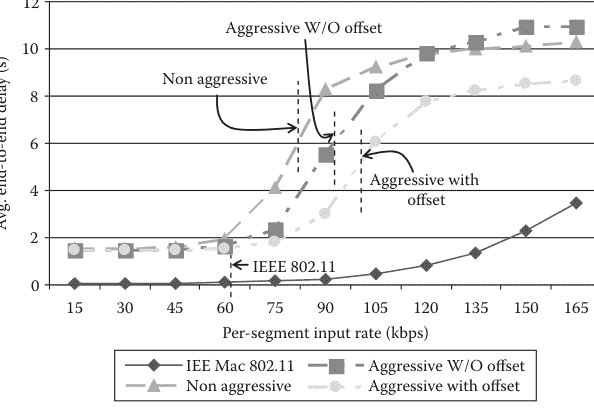 12
10
8
6
4
2
0
Avg. end-to-end delay (s)
Aggressive W/O offset
Non aggressive
Aggressive with
offset
IEEE 802.11
15 30 45 60 75 90 105 120 135 150 165
Per-segment input rate (kbps)
IEE Mac 802.11 Aggressive W/O offset
Non aggressive Aggressive with offset